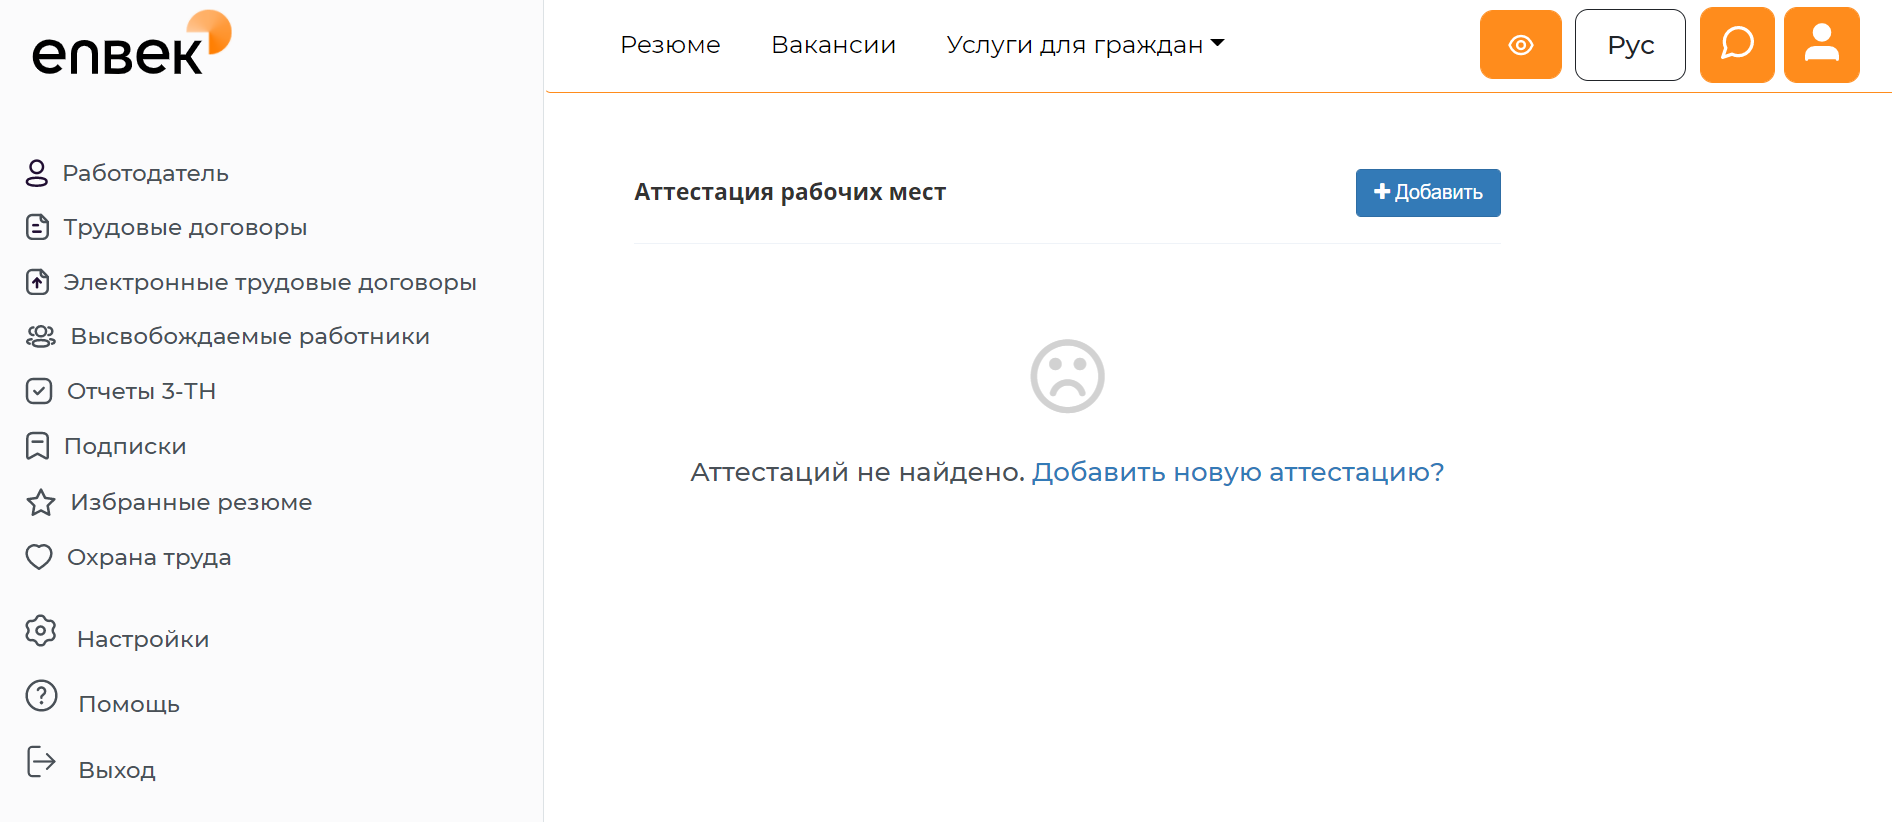 enвек
Резюме
Вакансии
Услуги для граждан
Рус
Работодатель
Трудовые договоры
Электронные трудовые договоры
Высвобождаемые работники
Отчеты 3-ТН
Подписки
Избранные резюме
Охрана труда
Настройки
Помощь
Выход
Аттестация рабочих мест
Добавить
Аттестаций не найдено. Добавить новую аттестацию?